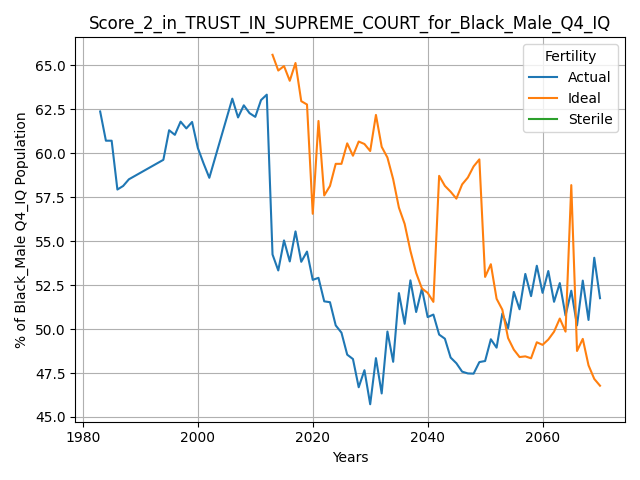 Score_2_in_TRUST_IN_SUPREME_COURT_for_Black_Male_Q4_IQ
Fertility
Actual
Ideal
Sterile
% of Black_Male Q4_IQ Population
65.0
62.5
60.0
57.5
55.0
52.5
50.0
47.5
45.0
1980
2000
2020
2040
2060
Years